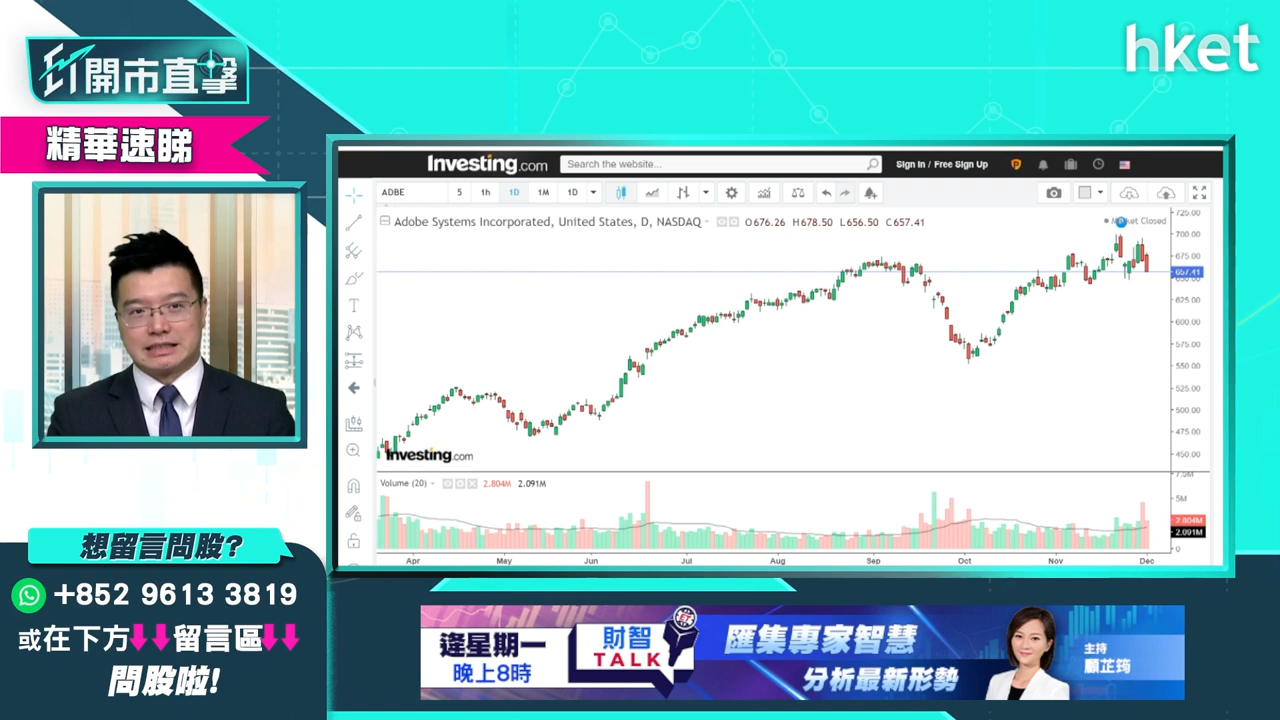 ET開市直擊
hket
精華速睇
Investing.com
Search the website...
Sign In / Free Sign Up
ADBE
5
1h
1D
1M
1D
Adobe Systems Incorporated, United States, D, NASDAQ
O676.26 H678.50 L656.50 C657.41
Market Closed
725.00
700.00
675.00
657.41
650.00
625.00
600.00
575.00
550.00
525.00
500.00
475.00
450.00
Investing.com
Volume (20)
2.804M 2.091M
7.5M
5M
2.804M
2.091M
0
Apr May Jun Jul Aug Sep Oct Nov Dec
想留言問股?
+852 9613 3819
或在下方留言區
問股啦!
逢星期一
晚上8時
財智
TALK
匯集專家智慧
分析最新形勢
主持
顧芷筠